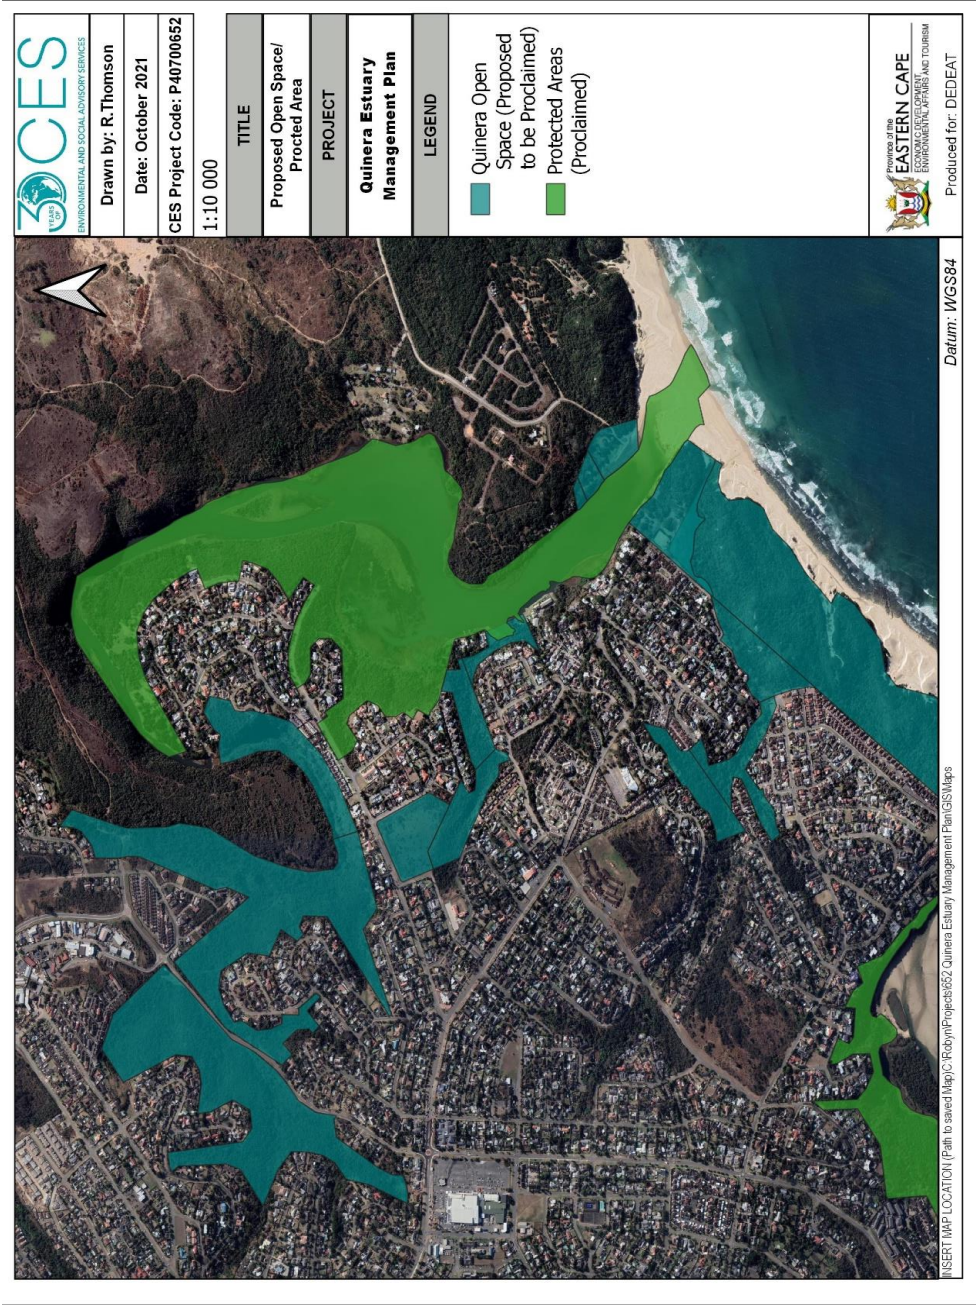 30 CES
YEARS OF
ENVIRONMENTAL AND SOCIAL ADVISORY SERVICES
Drawn by: R.Thomson
Date: October 2021
CES Project Code: P40700652
1:10 000
TITLE
Proposed Open Space/
Procted Area
PROJECT
Quinera Estuary
Management Plan
LEGEND
Quinera Open
Space (Proposed
to be Proclaimed)
Protected Areas
(Proclaimed)
Province of the
EASTERN CAPE
ECONOMIC DEVELOPMENT,
ENVIRONMENTAL AFFAIRS AND TOURISM
Produced for: DEDEAT
INSERT MAP LOCATION (Path to saved Map)C:\Robyn\Projects\652 Quinera Estuary Management Plan\GIS\Maps
Datum: WGS84